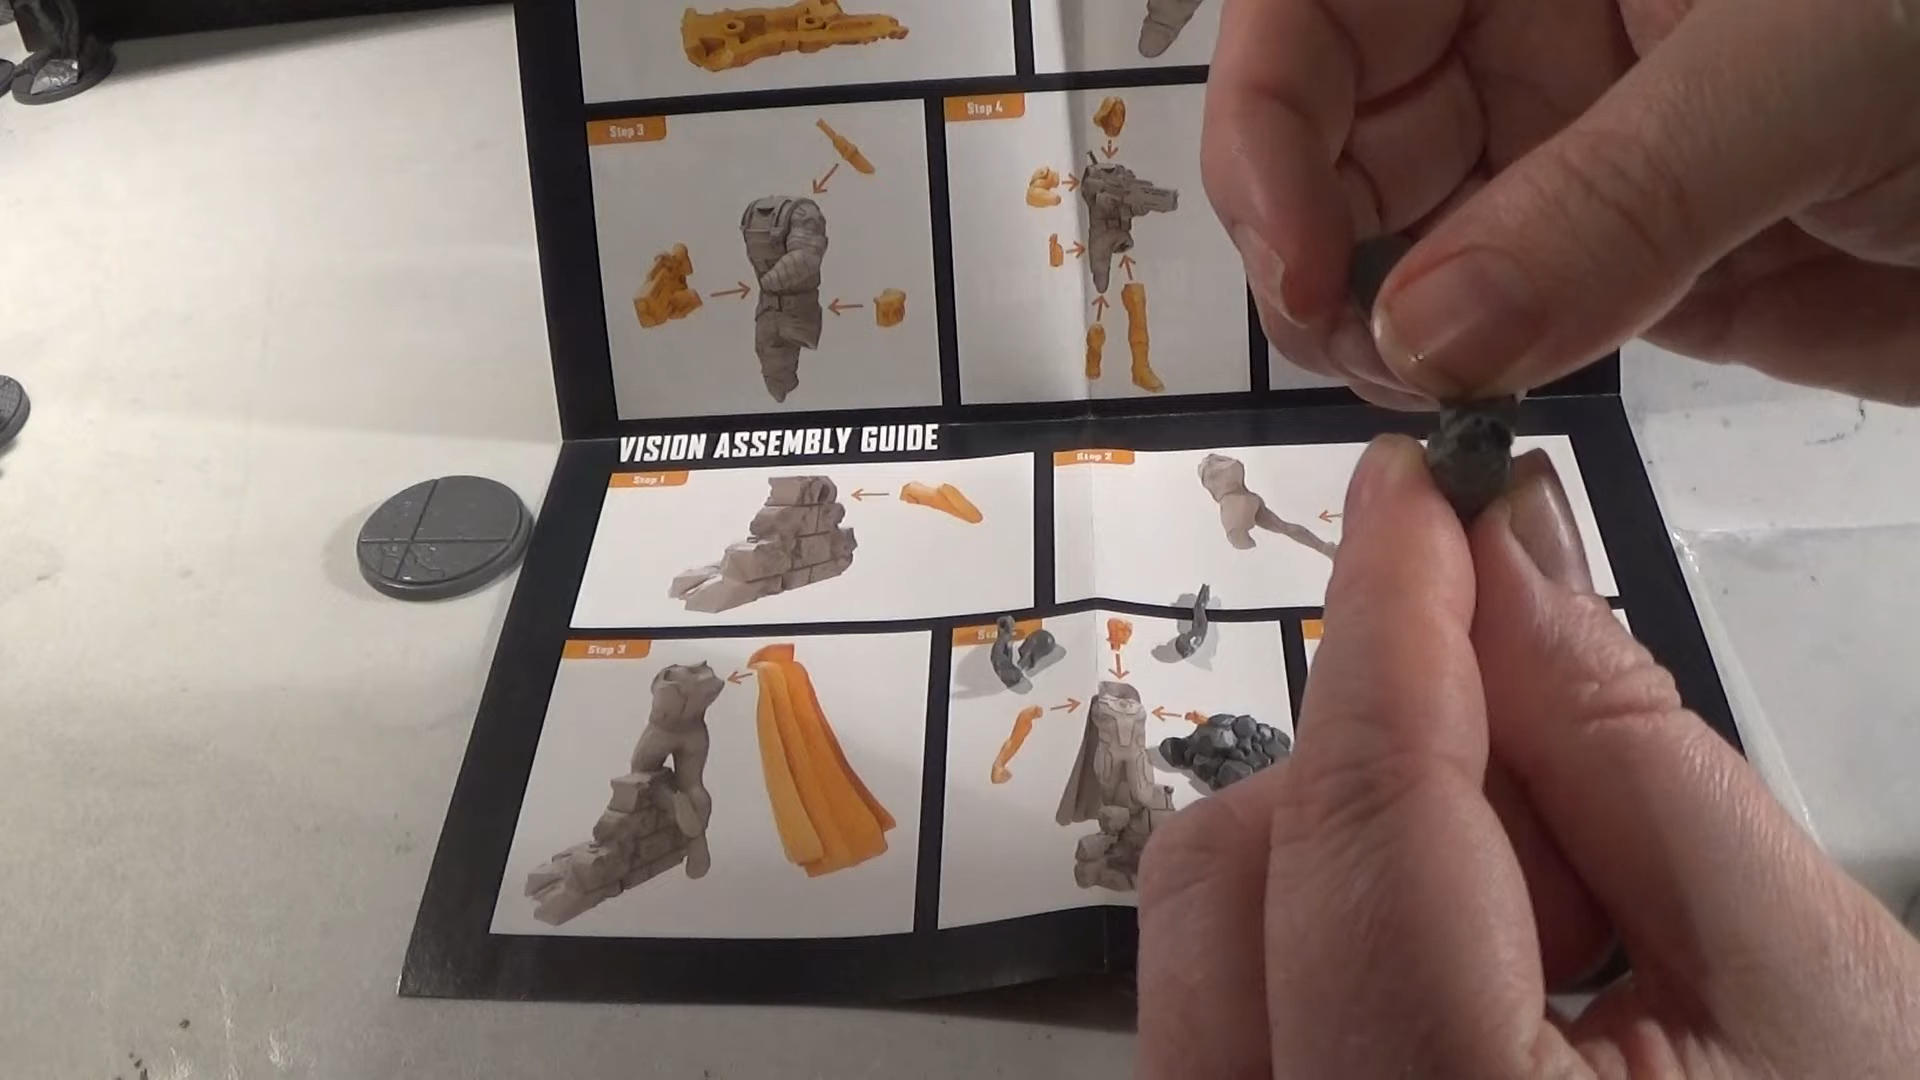 Step 3
Step 4
VISION ASSEMBLY GUIDE
Step 1
Step 2
Step 3